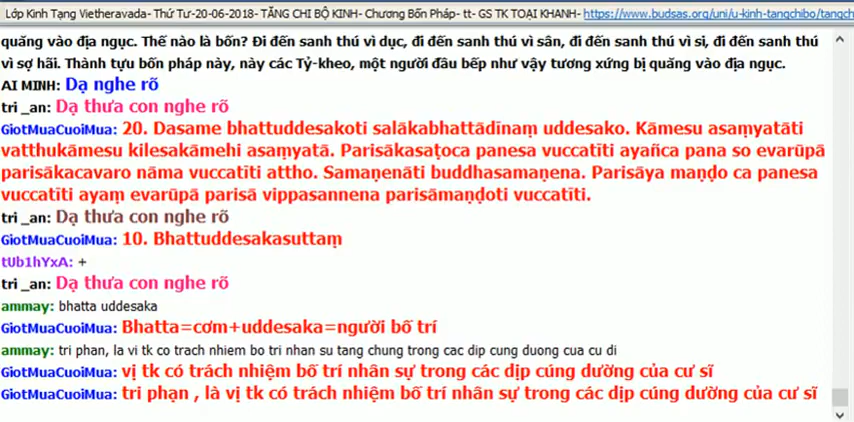 Lớp Kinh Tạng Vietheravada- Thứ Tư-20-06-2018- TĂNG CHI BỘ KINH- Chương Bốn Pháp- tt- GS TK TOẠI KHANH- https://www.budsas.org/uni/u-kinh-tangchibo/tangch
quăng vào địa ngục. Thế nào là bốn? Đi đến sanh thú vì dục, đi đến sanh thú vì sân, đi đến sanh thú vì si, đi đến sanh thú
vì sợ hãi. Thành tựu bốn pháp này, này các Tỷ-kheo, một người đầu bếp như vậy tương xứng bị quăng vào địa ngục.
AI MINH: Dạ nghe rõ
tri _an: Dạ thưa con nghe rõ
GiotMuaCuoiMua: 20. Dasame bhattuddesakoti salākabhattādīnaṃ uddesako. Kāmesu asaṃyatāti
vatthukāmesu kilesakāmehi asaṃyatā. Parisākasaṭoca panesa vuccatīti ayañca pana so evarūpā
parisākacavaro nāma vuccatīti attho. Samaṇenāti buddhasamaṇena. Parisāya maṇḍo ca panesa
vuccatīti ayaṃ evarūpā parisā vippasannena parisāmaṇḍoti vuccatīti.
tri _an: Dạ thưa con nghe rõ
GiotMuaCuoiMua: 10. Bhattuddesakasuttaṃ
tUb1hYxA: +
tri _an: Dạ thưa con nghe rõ
ammay: bhatta uddesaka
GiotMuaCuoiMua: Bhatta=cơm+uddesaka=người bố trí
ammay: tri phan, la vi tk co trach nhiem bo tri nhan su tang chung trong cac dip cung duong cua cu di
GiotMuaCuoiMua: vị tk có trách nhiệm bố trí nhân sự trong các dịp cúng dường của cư sĩ
GiotMuaCuoiMua: tri phạn , là vị tk có trách nhiệm bố trí nhân sự trong các dịp cúng dường của cư sĩ